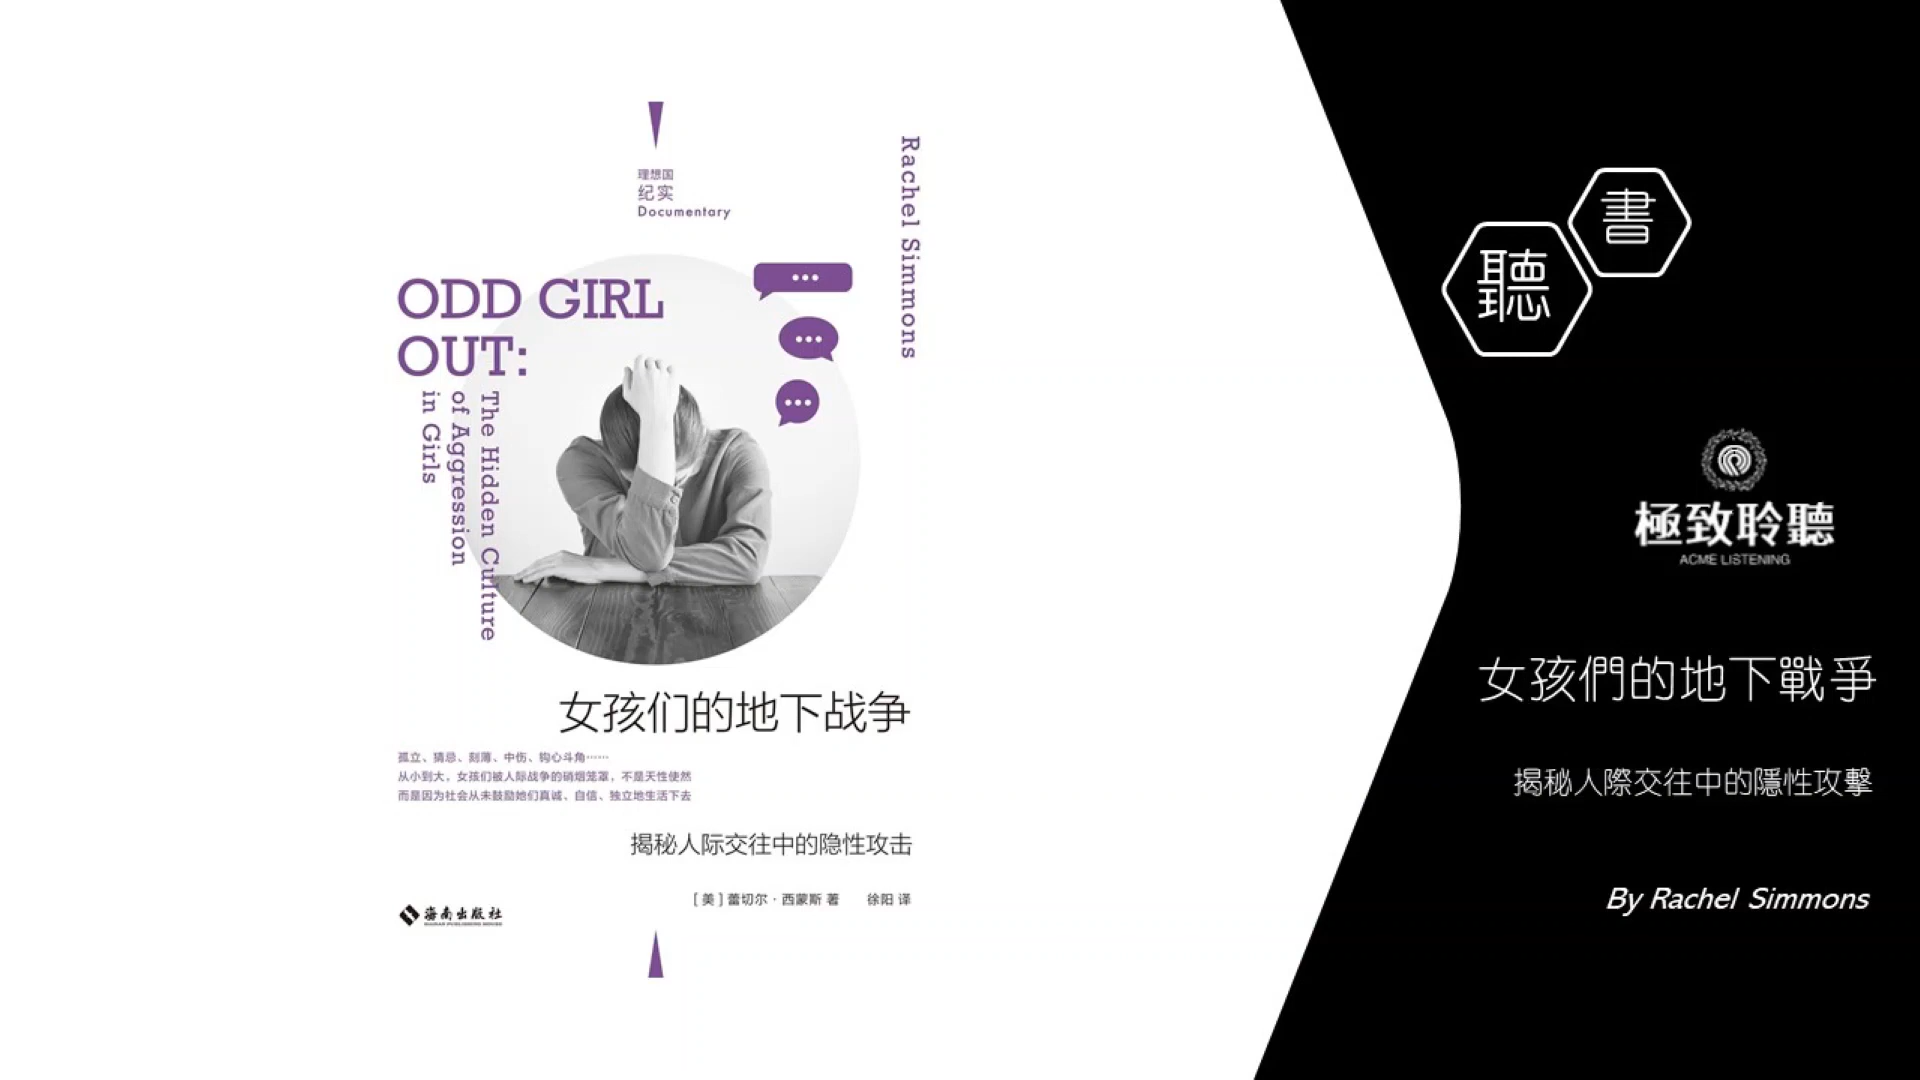 理想国
纪实
Documentary
Rachel Simmons
ODD GIRL
OUT:
The Hidden Culture
of Aggression
in Girls
女孩们的地下战争
孤立、猜忌、刻薄、中伤、钩心斗角……
从小到大，女孩们被人际战争的硝烟笼罩，不是天性使然
而是因为社会从未鼓励她们真诚、自信、独立地生活下去
揭秘人际交往中的隐性攻击
[ 美 ] 蕾切尔 · 西蒙斯 著 徐阳 译
海南出版社
HAINAN PUBLISHING HOUSE
聽書
極致聆聽
ACME LISTENING
女孩們的地下戰爭
揭秘人際交往中的隱性攻擊
By Rachel Simmons